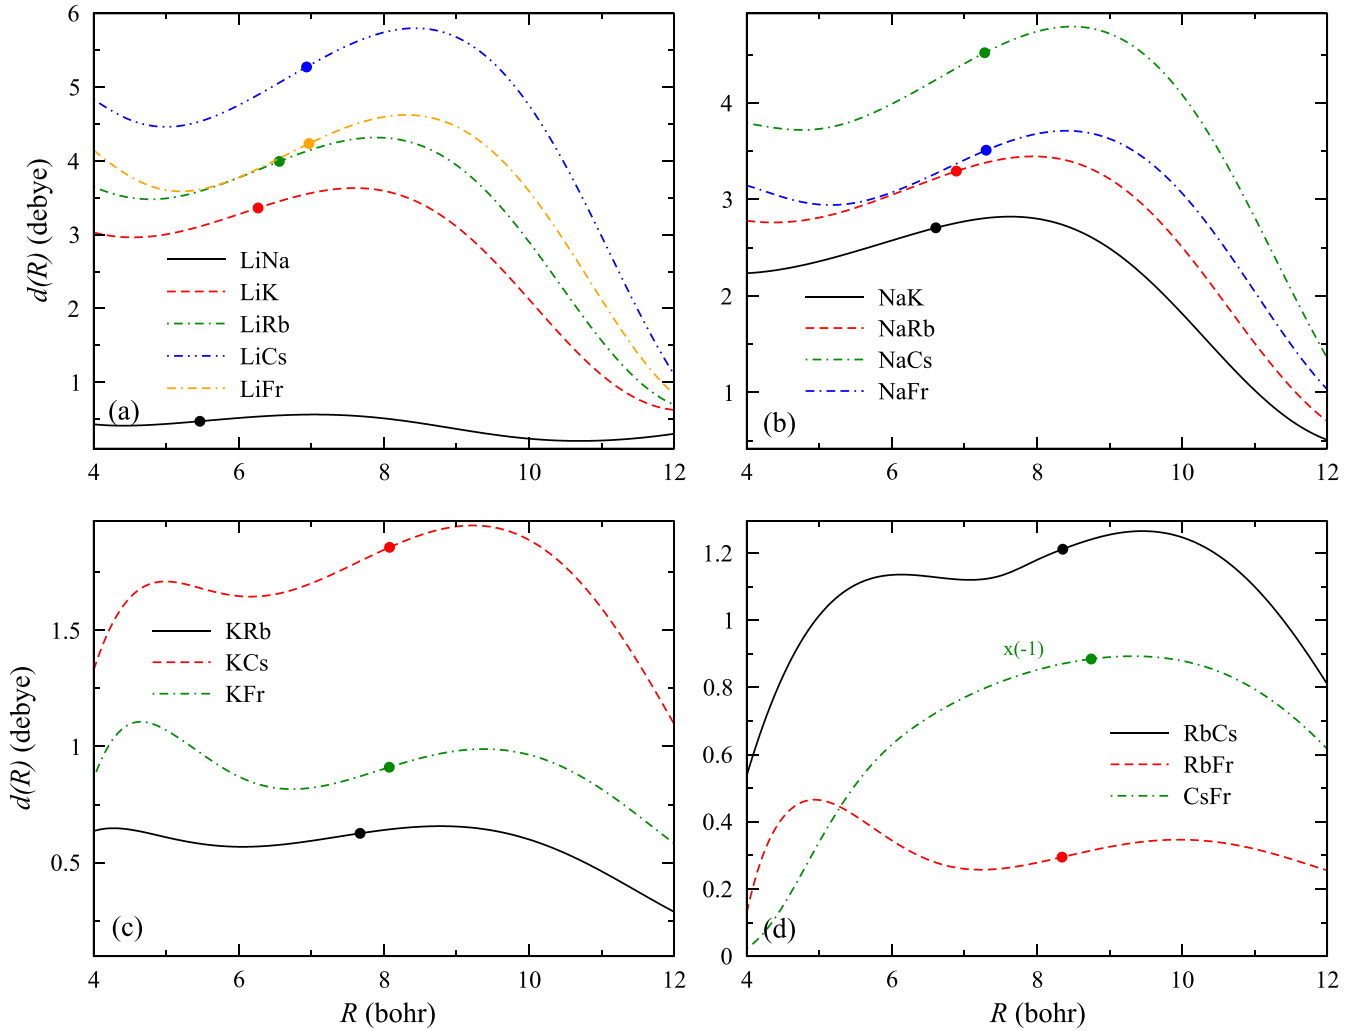 6
5
4
3
2
1
d(R) (debye)
LiNa
LiK
LiRb
LiCs
LiFr
(a)
4 6 8 10 12
4
3
2
1
NaK
NaRb
NaCs
NaFr
(b)
4 6 8 10 12
1.5
1
0.5
d(R) (debye)
KRb
KCs
KFr
(c)
4 6 8 10 12
R (bohr)
1.2
1
0.8
0.6
0.4
0.2
0
x(-1)
RbCs
RbFr
CsFr
(d)
4 6 8 10 12
R (bohr)